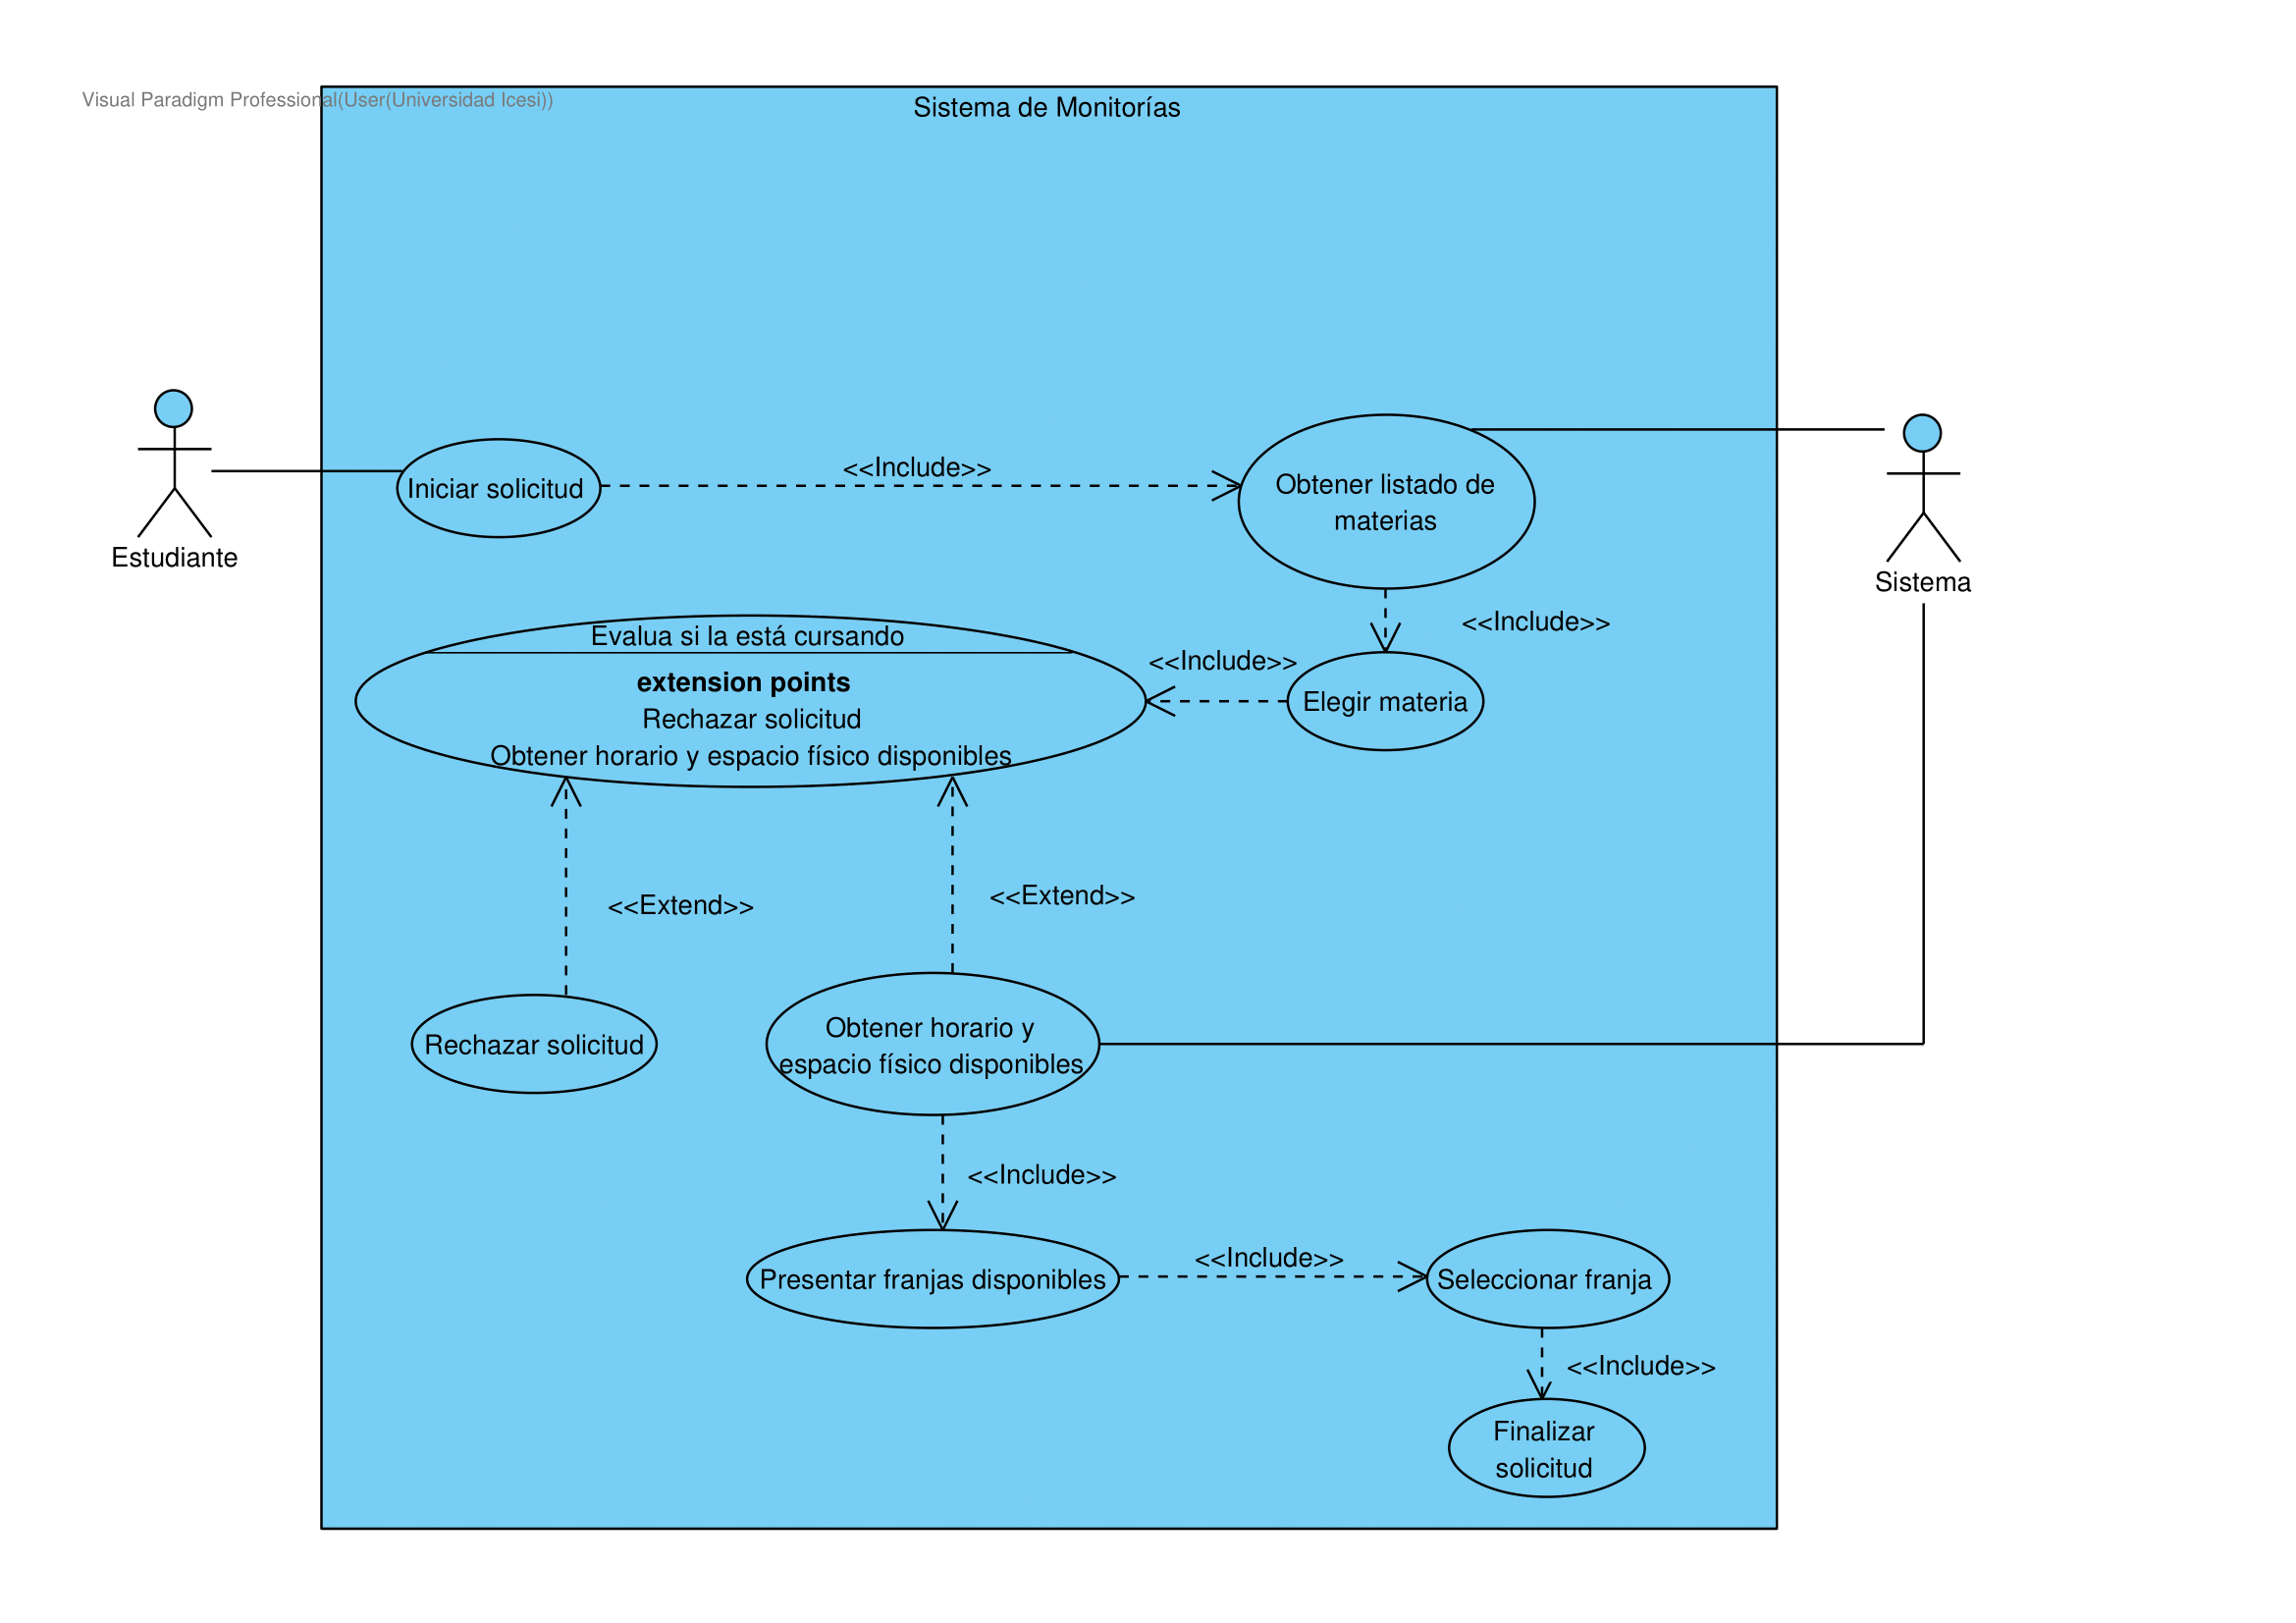 Visual Paradigm Professional(User(Universidad Icesi))
Sistema de Monitorías
Estudiante
Iniciar solicitud
<<Include>>
Obtener listado de
materias
Sistema
<<Include>>
Evalua si la está cursando
extension points
Rechazar solicitud
Obtener horario y espacio físico disponibles
<<Include>>
Elegir materia
<<Extend>>
<<Extend>>
Rechazar solicitud
Obtener horario y
espacio físico disponibles
<<Include>>
Presentar franjas disponibles
<<Include>>
Seleccionar franja
<<Include>>
Finalizar
solicitud